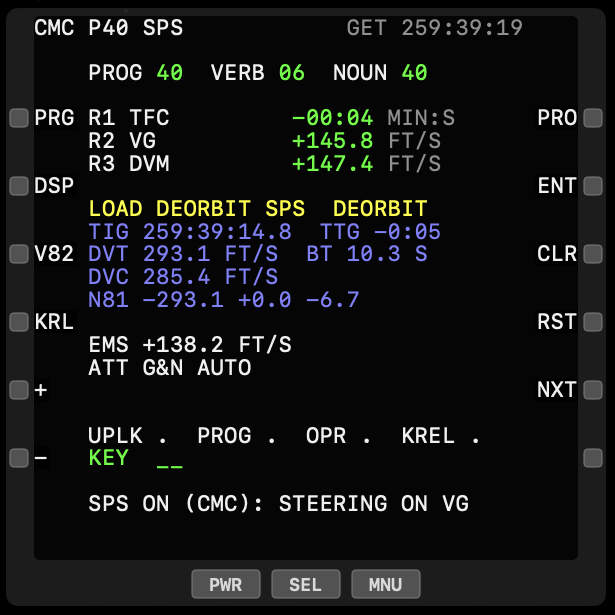 CMC P40 SPS GET 259:39:19
PROG 40 VERB 06 NOUN 40
PRG R1 TFC -00:04 MIN:S PRO
R2 VG +145.8 FT/S
R3 DVM +147.4 FT/S
DSP ENT
LOAD DEORBIT SPS DEORBIT
TIG 259:39:14.8 TTG -0:05
V82 DVT 293.1 FT/S BT 10.3 S CLR
DVC 285.4 FT/S
N81 -293.1 +0.0 -6.7
KRL RST
EMS +138.2 FT/S
ATT G&N AUTO
+ NXT
UPLK . PROG . OPR . KREL .
- KEY __
SPS ON (CMC): STEERING ON VG
PWR SEL MNU